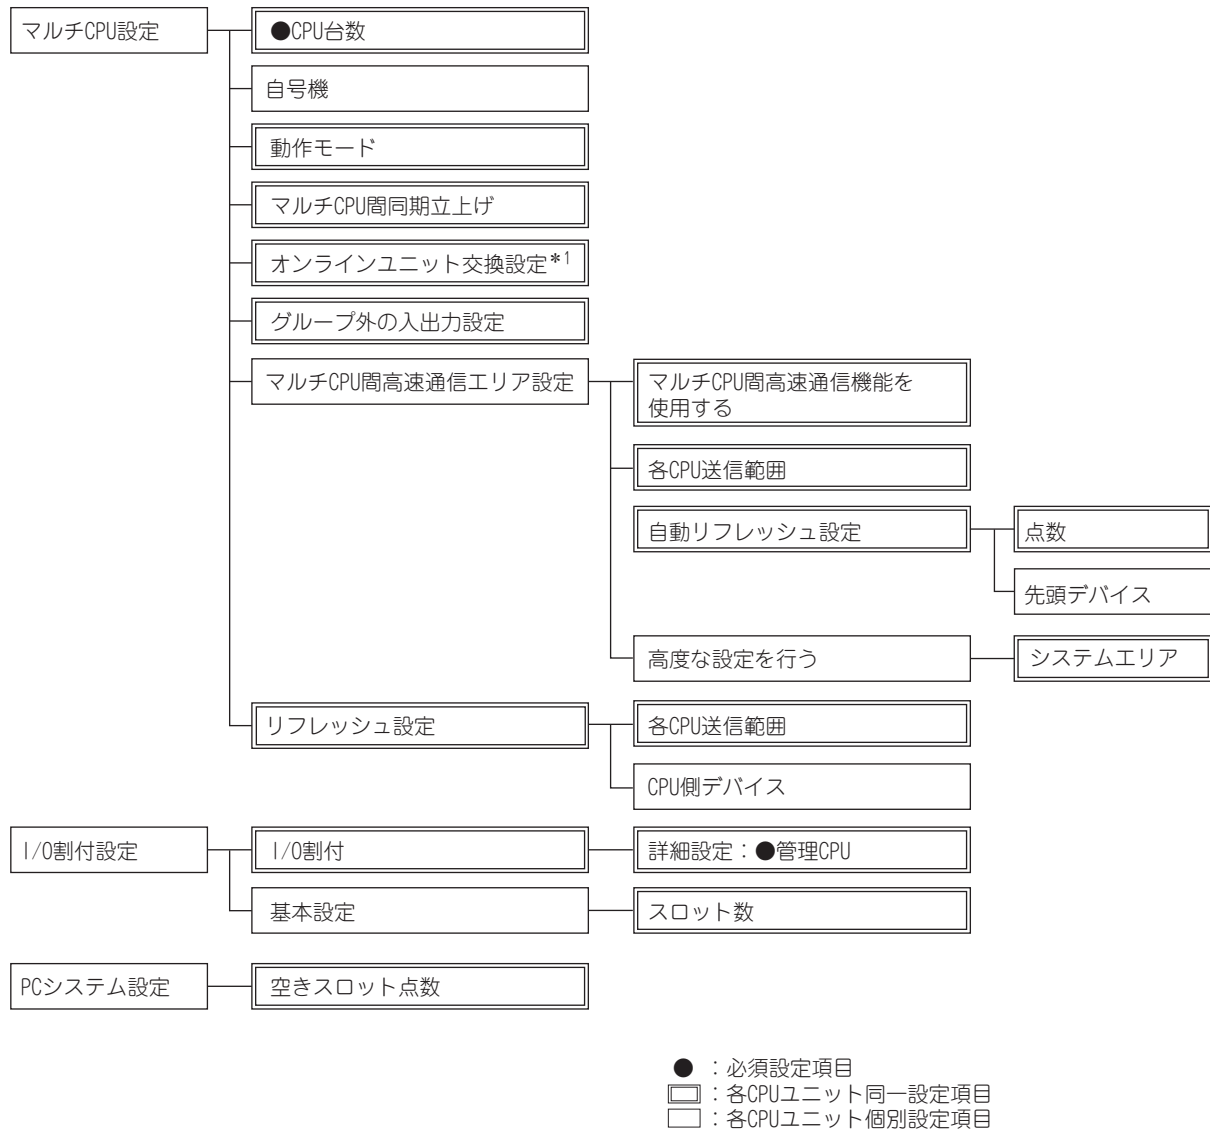 マルチCPU設定
●CPU台数
自号機
動作モード
マルチCPU間同期立上げ
オンラインユニット交換設定*1
グループ外の入出力設定
マルチCPU間高速通信エリア設定
マルチCPU間高速通信機能を
使用する
各CPU送信範囲
自動リフレッシュ設定
点数
先頭デバイス
高度な設定を行う
システムエリア
リフレッシュ設定
各CPU送信範囲
CPU側デバイス
I/O割付設定
I/O割付
詳細設定：●管理CPU
基本設定
スロット数
PCシステム設定
空きスロット点数
●：必須設定項目
：各CPUユニット同一設定項目
：各CPUユニット個別設定項目